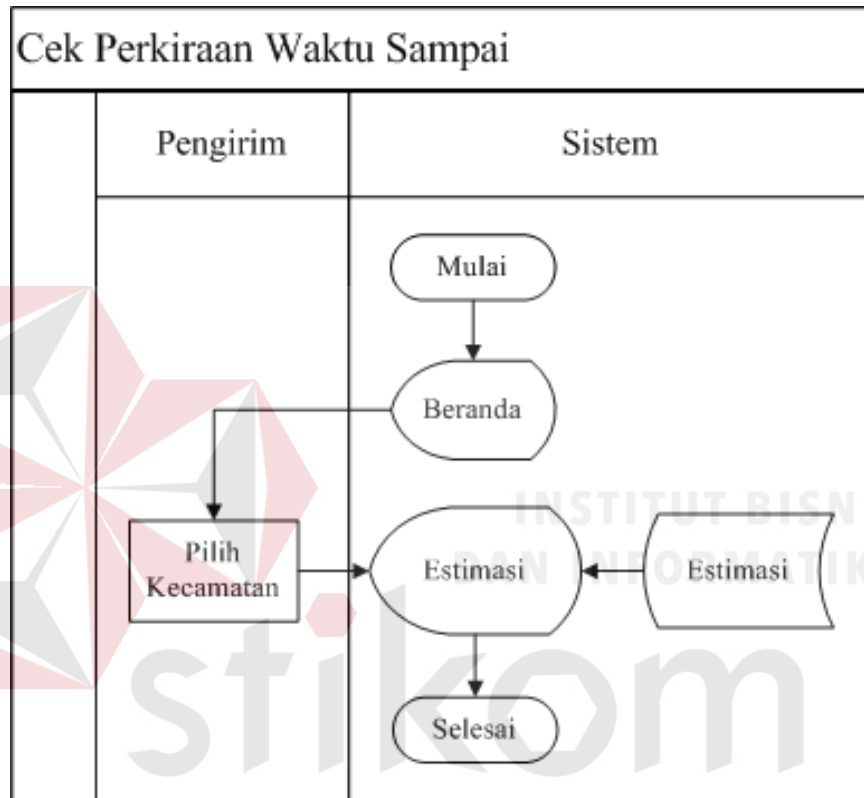 Cek Perkiraan Waktu Sampai
Pengirim
Sistem
Mulai
Beranda
INSTITUT BISN
DAN INFORMATIK
Pilih
Kecamatan
Estimasi
Estimasi
stikom
Selesai